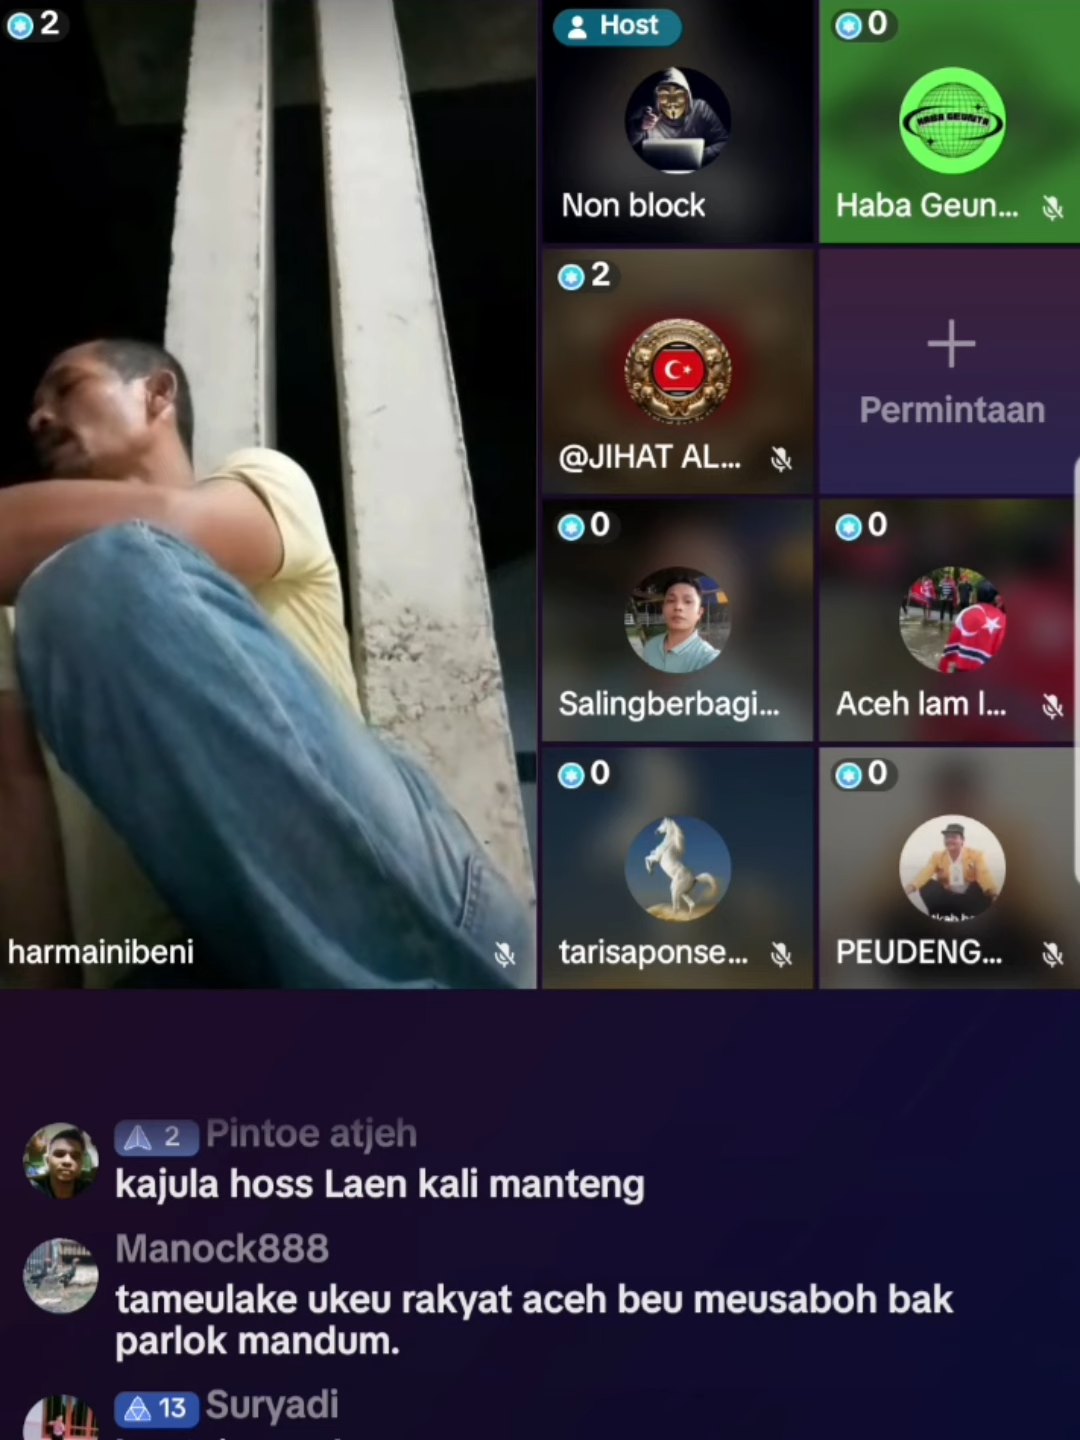 2
Host
0
Non block
Haba Geun...
2
@JIHAT AL...
Permintaan
0
0
Salingberbagi...
Aceh lam l...
0
0
harmainibeni
tarisaponse...
PEUDENG...
2 Pintoe atjeh
kajula hoss Laen kali manteng
Manock888
tameulake ukeu rakyat aceh beu meusaboh bak
parlok mandum.
13 Suryadi